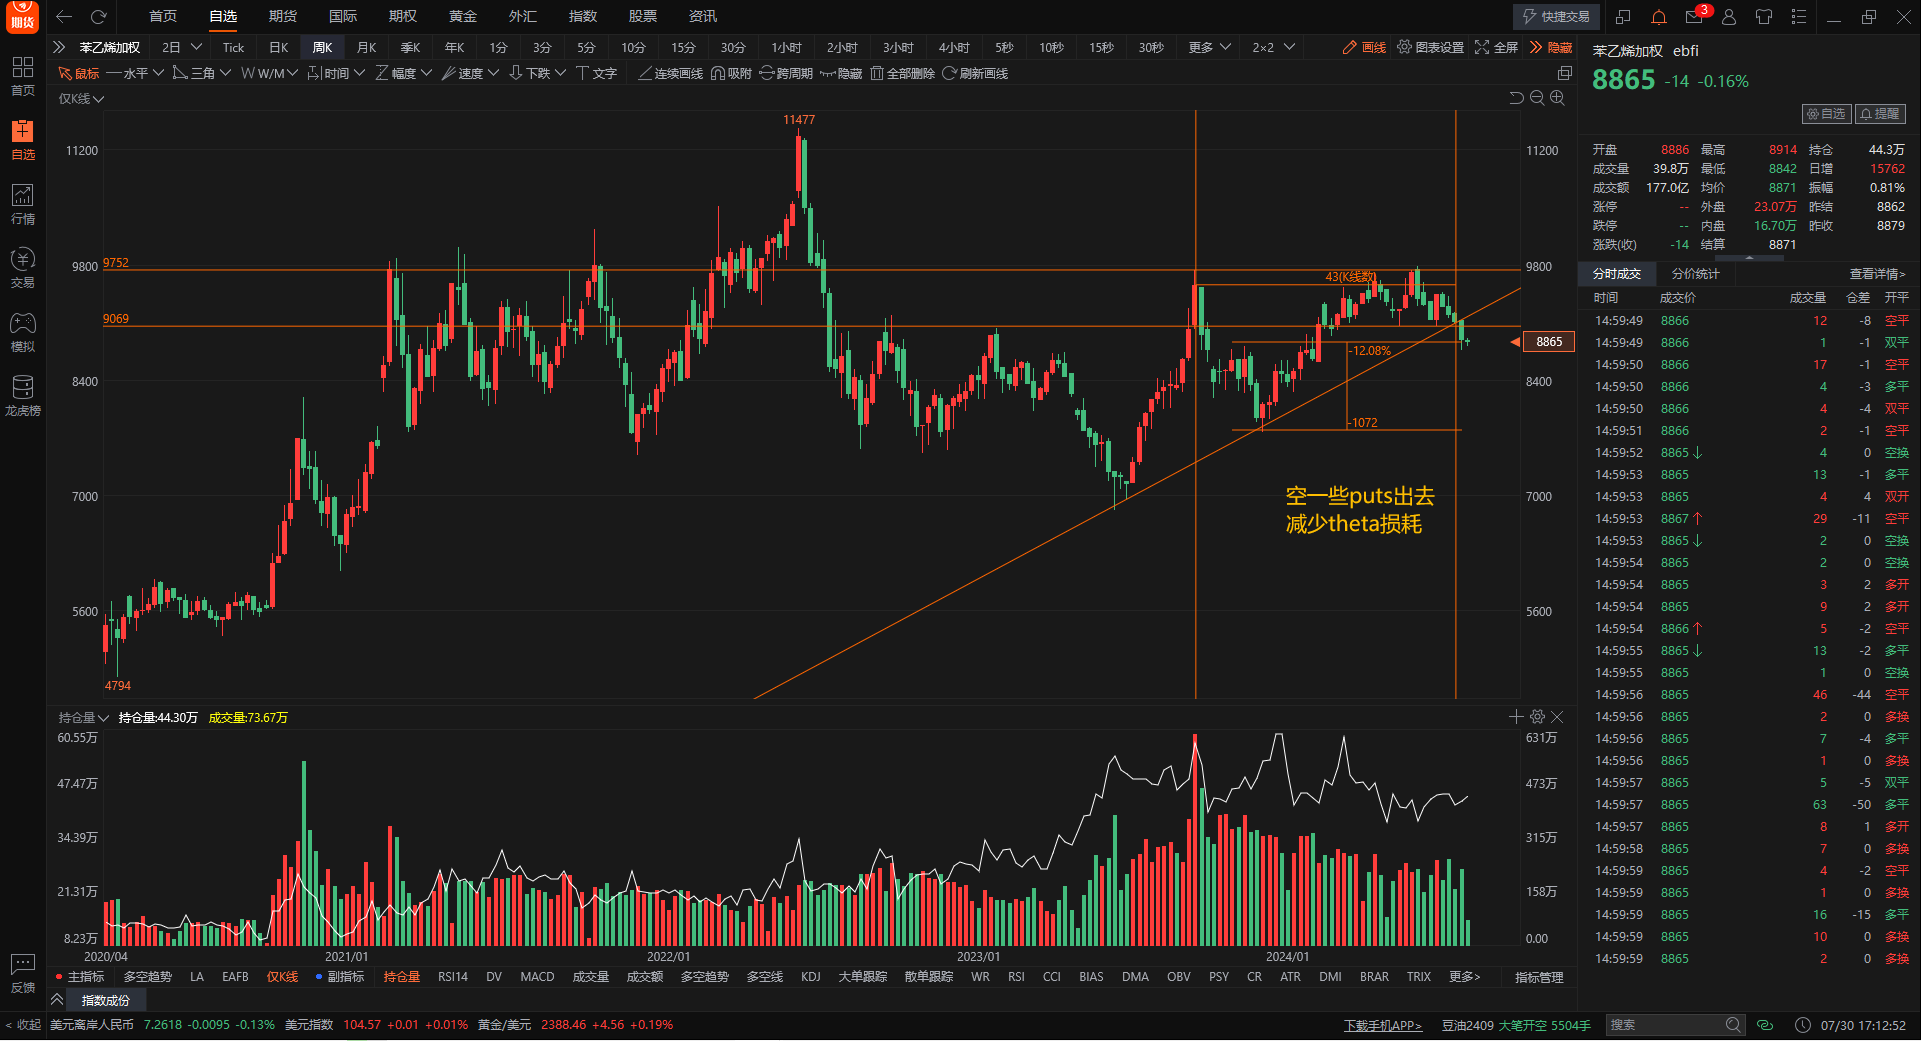 期货
首页 自选 期货 国际 期权 黄金 外汇 指数 股票 资讯
快捷交易 3
苯乙烯加权 2日 Tick 日K 周K 月K 季K 年K 1分 3分 5分 10分 15分 30分 1小时 2小时 3小时 4小时 5秒 10秒 15秒 30秒 更多 2×2 画线 图表设置 全屏 隐藏
鼠标 水平 三角 W/M 时间 幅度 速度 下跌 文字 连续画线 吸附 跨周期 隐藏 全部删除 刷新画线
首页
自选
行情
交易
模拟
龙虎榜
反馈
< 收起
仅K线
11477
11200 11200
9800 9752 9800
43(K线数)
9069
8865
-12.08%
8400 8400
-1072
7000 7000
空一些puts出去
减少theta损耗
5600 5600
4794
持仓量 持仓量:44.30万 成交量:73.67万
60.55万 631万
47.47万 473万
34.39万 315万
21.31万 158万
8.23万 0.00
2020/04 2021/01 2022/01 2023/01 2024/01
主指标 多空趋势 LA EAFB 仅K线 副指标 持仓量 RSI14 DV MACD 成交量 成交额 多空趋势 多空线 KDJ 大单跟踪 散单跟踪 WR RSI CCI BIAS DMA OBV PSY CR ATR DMI BRAR TRIX 更多> 指标管理
指数成份
美元离岸人民币 7.2618 -0.0095 -0.13% 美元指数 104.57 +0.01 +0.01% 黄金/美元 2388.46 +4.56 +0.19%
下载手机APP> 豆油2409 大笔开空 5504手 搜索 07/30 17:12:52
苯乙烯加权 ebfi
8865 -14 -0.16%
自选 提醒
开盘 8886 最高 8914 持仓 44.3万
成交量 39.8万 最低 8842 日增 15762
成交额 177.0亿 均价 8871 振幅 0.81%
涨停 -- 外盘 23.07万 昨结 8862
跌停 -- 内盘 16.70万 昨收 8879
涨跌(收) -14 结算 8871
分时成交 分价统计 查看详情>
时间 成交价 成交量 仓差 开平
14:59:49 8866 12 -8 空平
14:59:49 8866 1 -1 双平
14:59:50 8866 17 -1 空平
14:59:50 8866 4 -3 多平
14:59:50 8866 4 -4 双平
14:59:51 8866 2 -1 空平
14:59:52 8865↓ 4 0 空换
14:59:53 8865 13 -1 多平
14:59:53 8865 4 4 双开
14:59:53 8867↑ 29 -11 空平
14:59:53 8865↓ 2 0 空换
14:59:54 8865 2 0 空换
14:59:54 8865 3 2 多开
14:59:54 8865 9 2 多开
14:59:54 8866↑ 5 -2 空平
14:59:55 8865↓ 13 -2 多平
14:59:55 8865 1 0 空换
14:59:56 8865 46 -44 空平
14:59:56 8865 2 0 多换
14:59:56 8865 7 -4 多平
14:59:56 8865 1 0 多换
14:59:57 8865 5 -5 双平
14:59:57 8865 63 -50 多平
14:59:57 8865 8 1 多开
14:59:58 8865 7 0 多换
14:59:59 8865 4 -2 空平
14:59:59 8865 1 0 多换
14:59:59 8865 16 -15 多平
14:59:59 8865 10 0 多换
14:59:59 8865 2 0 多换